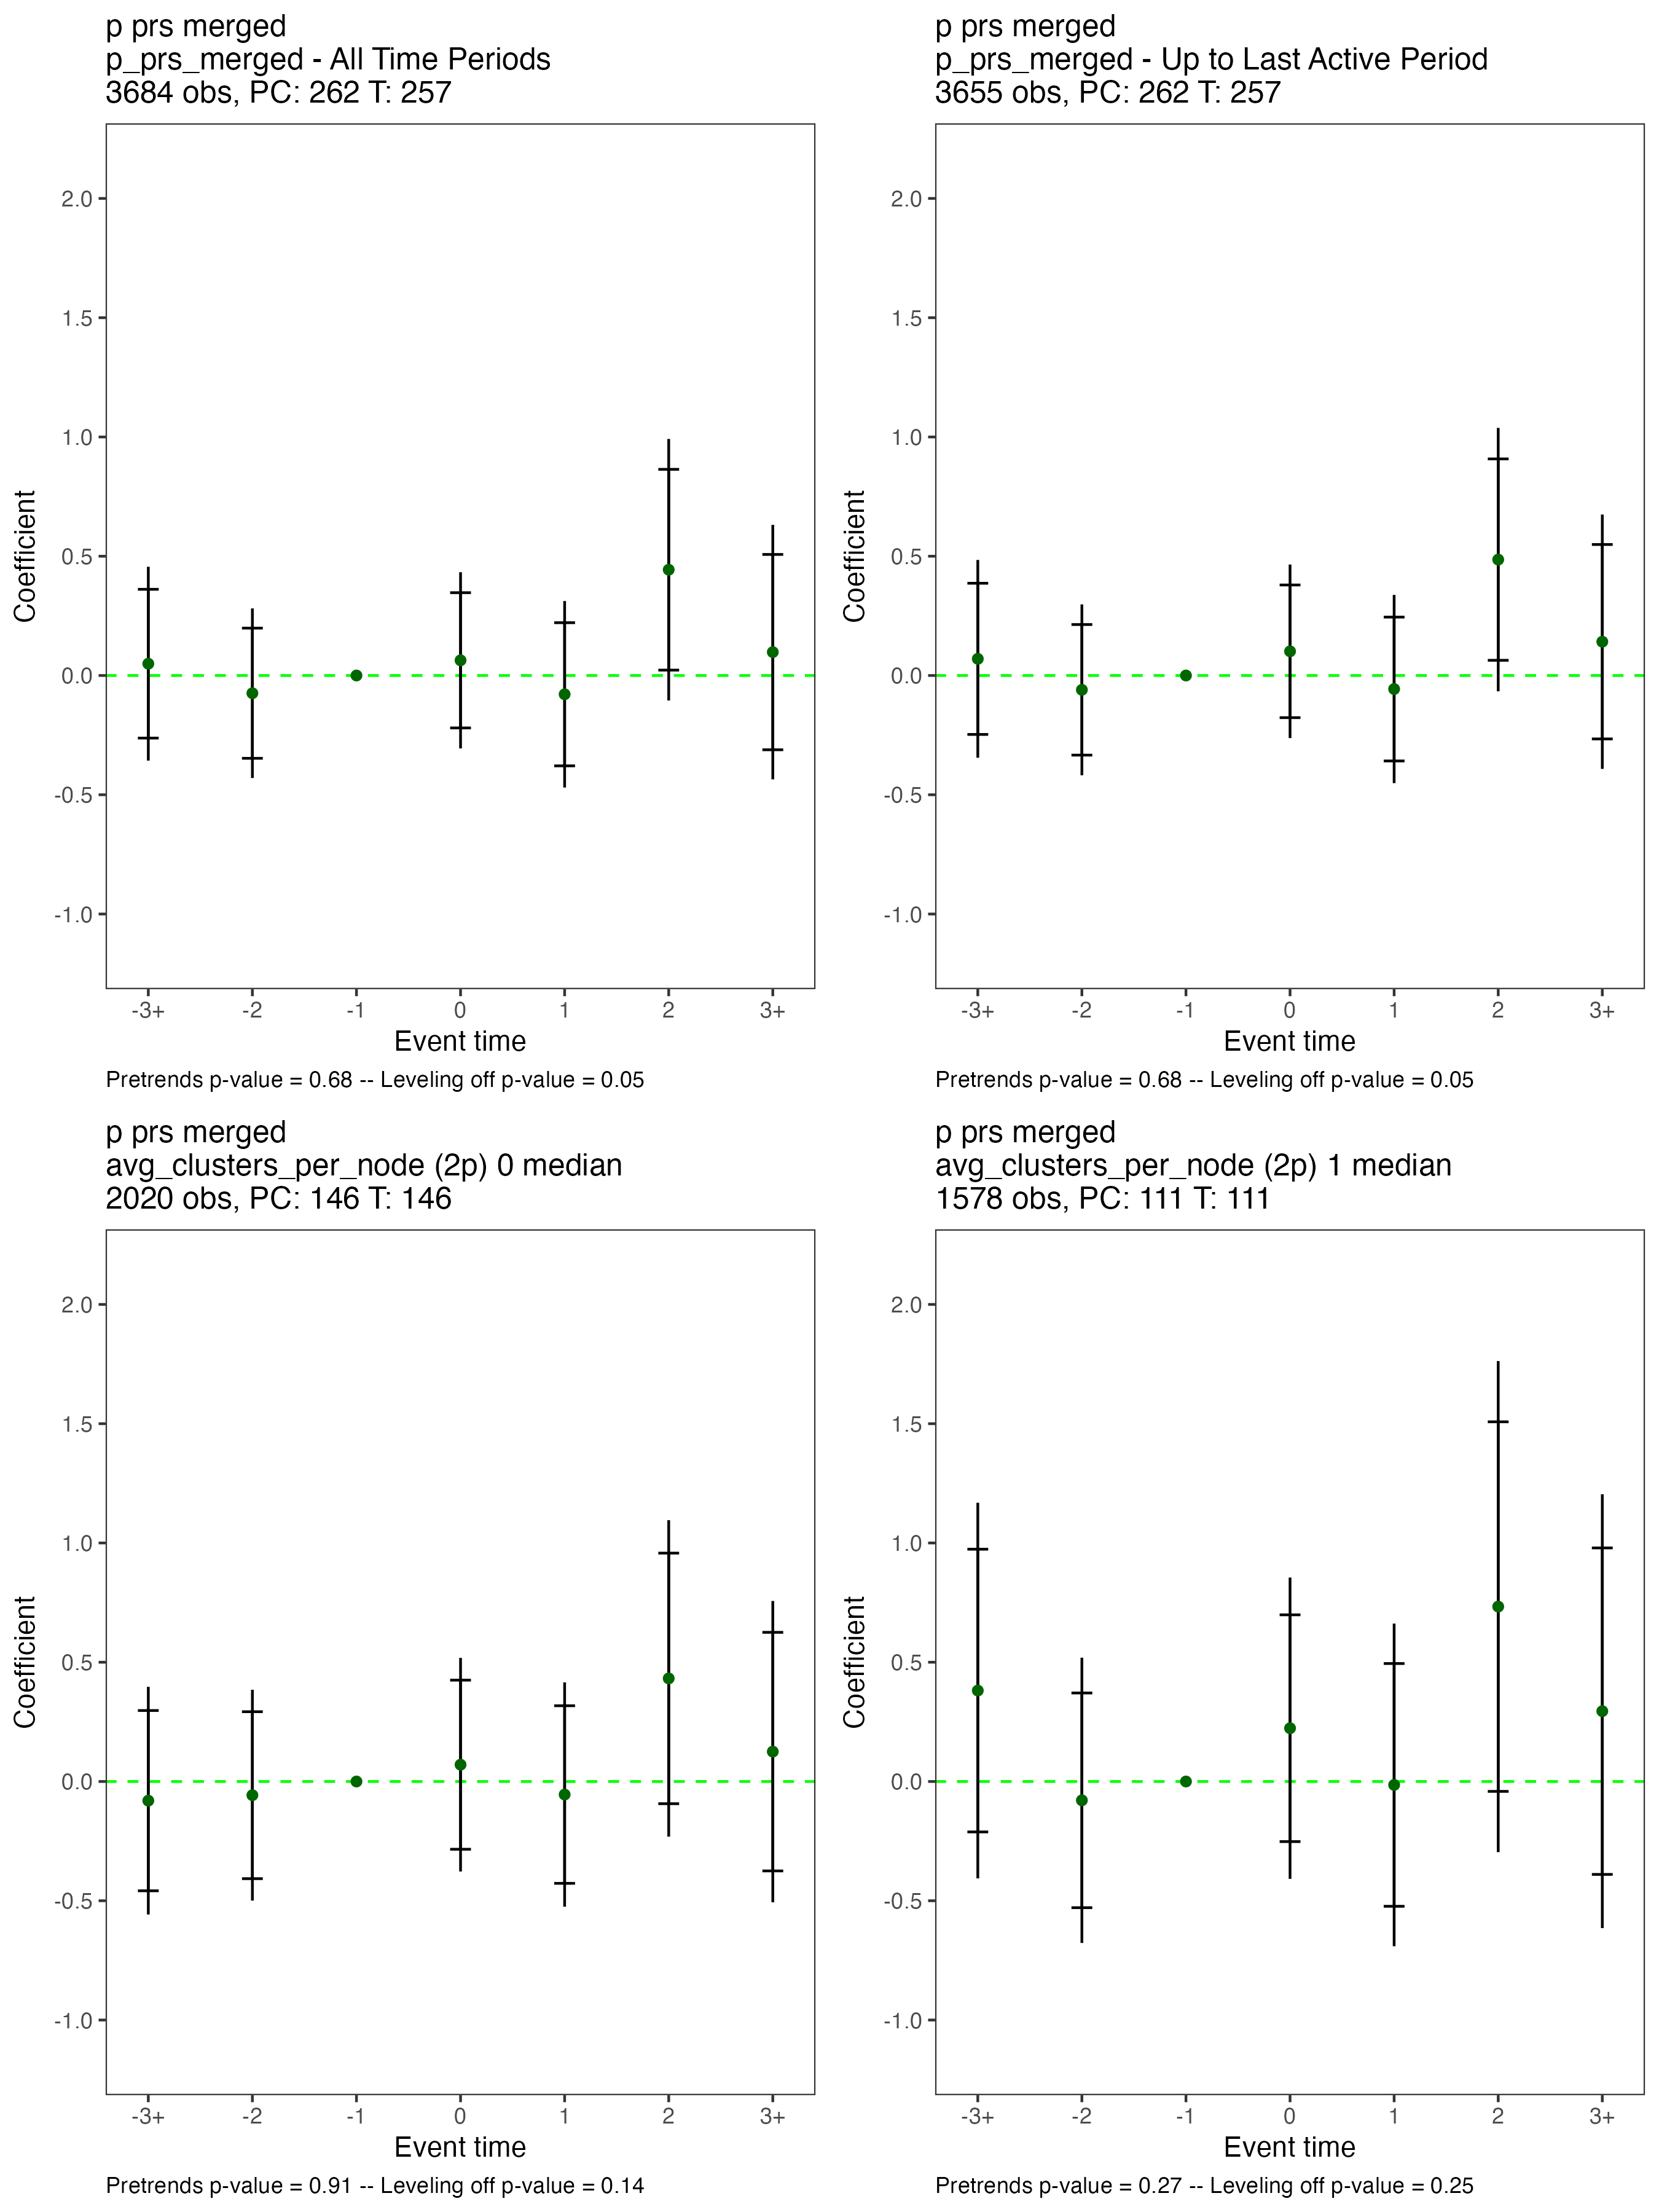 p prs merged
p_prs_merged - All Time Periods
3684 obs, PC: 262 T: 257
2.0
1.5
1.0
0.5
0.0
-0.5
-1.0
Coefficient
-3+ -2 -1 0 1 2 3+
Event time
Pretrends p-value = 0.68 -- Leveling off p-value = 0.05
p prs merged
p_prs_merged - Up to Last Active Period
3655 obs, PC: 262 T: 257
2.0
1.5
1.0
0.5
0.0
-0.5
-1.0
Coefficient
-3+ -2 -1 0 1 2 3+
Event time
Pretrends p-value = 0.68 -- Leveling off p-value = 0.05
p prs merged
avg_clusters_per_node (2p) 0 median
2020 obs, PC: 146 T: 146
2.0
1.5
1.0
0.5
0.0
-0.5
-1.0
Coefficient
-3+ -2 -1 0 1 2 3+
Event time
Pretrends p-value = 0.91 -- Leveling off p-value = 0.14
p prs merged
avg_clusters_per_node (2p) 1 median
1578 obs, PC: 111 T: 111
2.0
1.5
1.0
0.5
0.0
-0.5
-1.0
Coefficient
-3+ -2 -1 0 1 2 3+
Event time
Pretrends p-value = 0.27 -- Leveling off p-value = 0.25